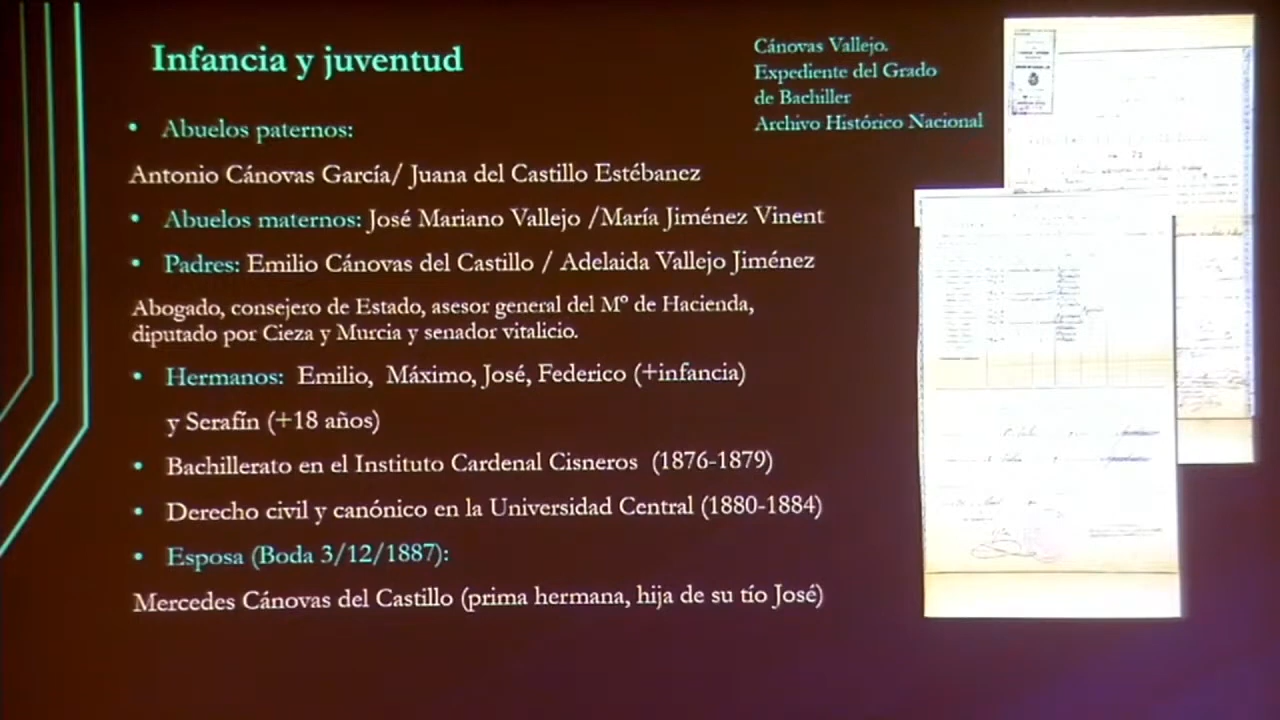 Infancia y juventud
Cánovas Vallejo.
Expediente del Grado
de Bachiller
Archivo Histórico Nacional
• Abuelos paternos:
Antonio Cánovas García/ Juana del Castillo Estébanez
• Abuelos maternos: José Mariano Vallejo /María Jiménez Vinent
• Padres: Emilio Cánovas del Castillo / Adelaida Vallejo Jiménez
Abogado, consejero de Estado, asesor general del Mº de Hacienda,
diputado por Cieza y Murcia y senador vitalicio.
• Hermanos: Emilio, Máximo, José, Federico (+infancia)
y Serafín (+18 años)
• Bachillerato en el Instituto Cardenal Cisneros (1876-1879)
• Derecho civil y canónico en la Universidad Central (1880-1884)
• Esposa (Boda 3/12/1887):
Mercedes Cánovas del Castillo (prima hermana, hija de su tío José)